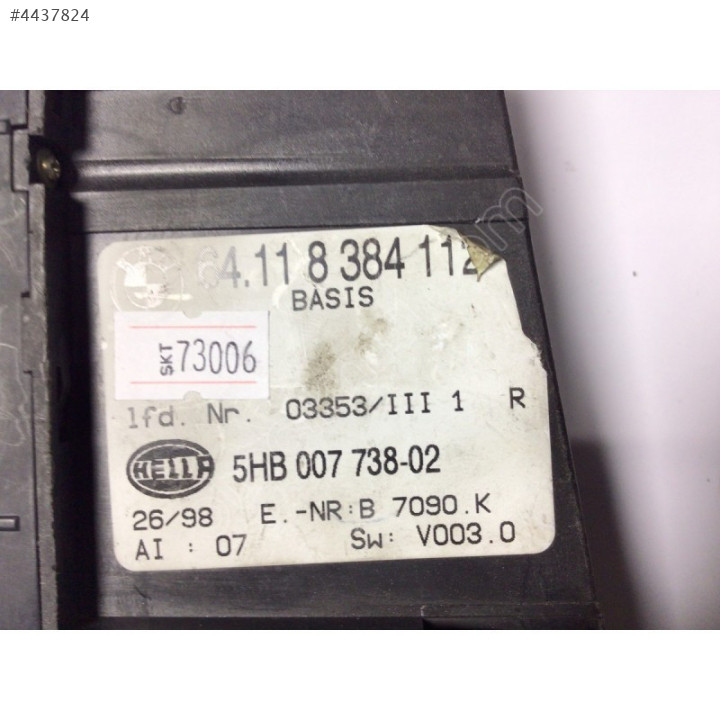 #4437824
64.11 8 384 112
BASIS
SKT 73006
lfd. Nr. 03353/III 1 R
HELLA 5HB 007 738-02
26/98 E.-NR:B 7090.K
AI : 07 Sw: V003.0